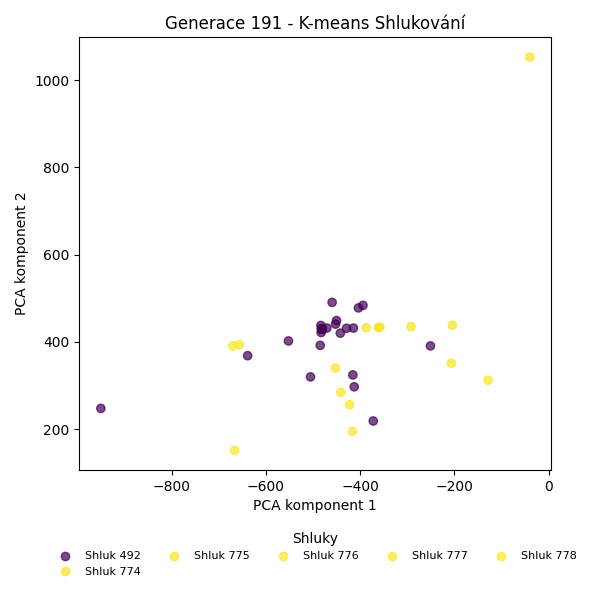 Generace 191 - K-means Shlukování
PCA komponent 2
1000
800
600
400
200
−800 −600 −400 −200 0
PCA komponent 1
Shluky
Shluk 492 Shluk 775 Shluk 776 Shluk 777 Shluk 778
Shluk 774